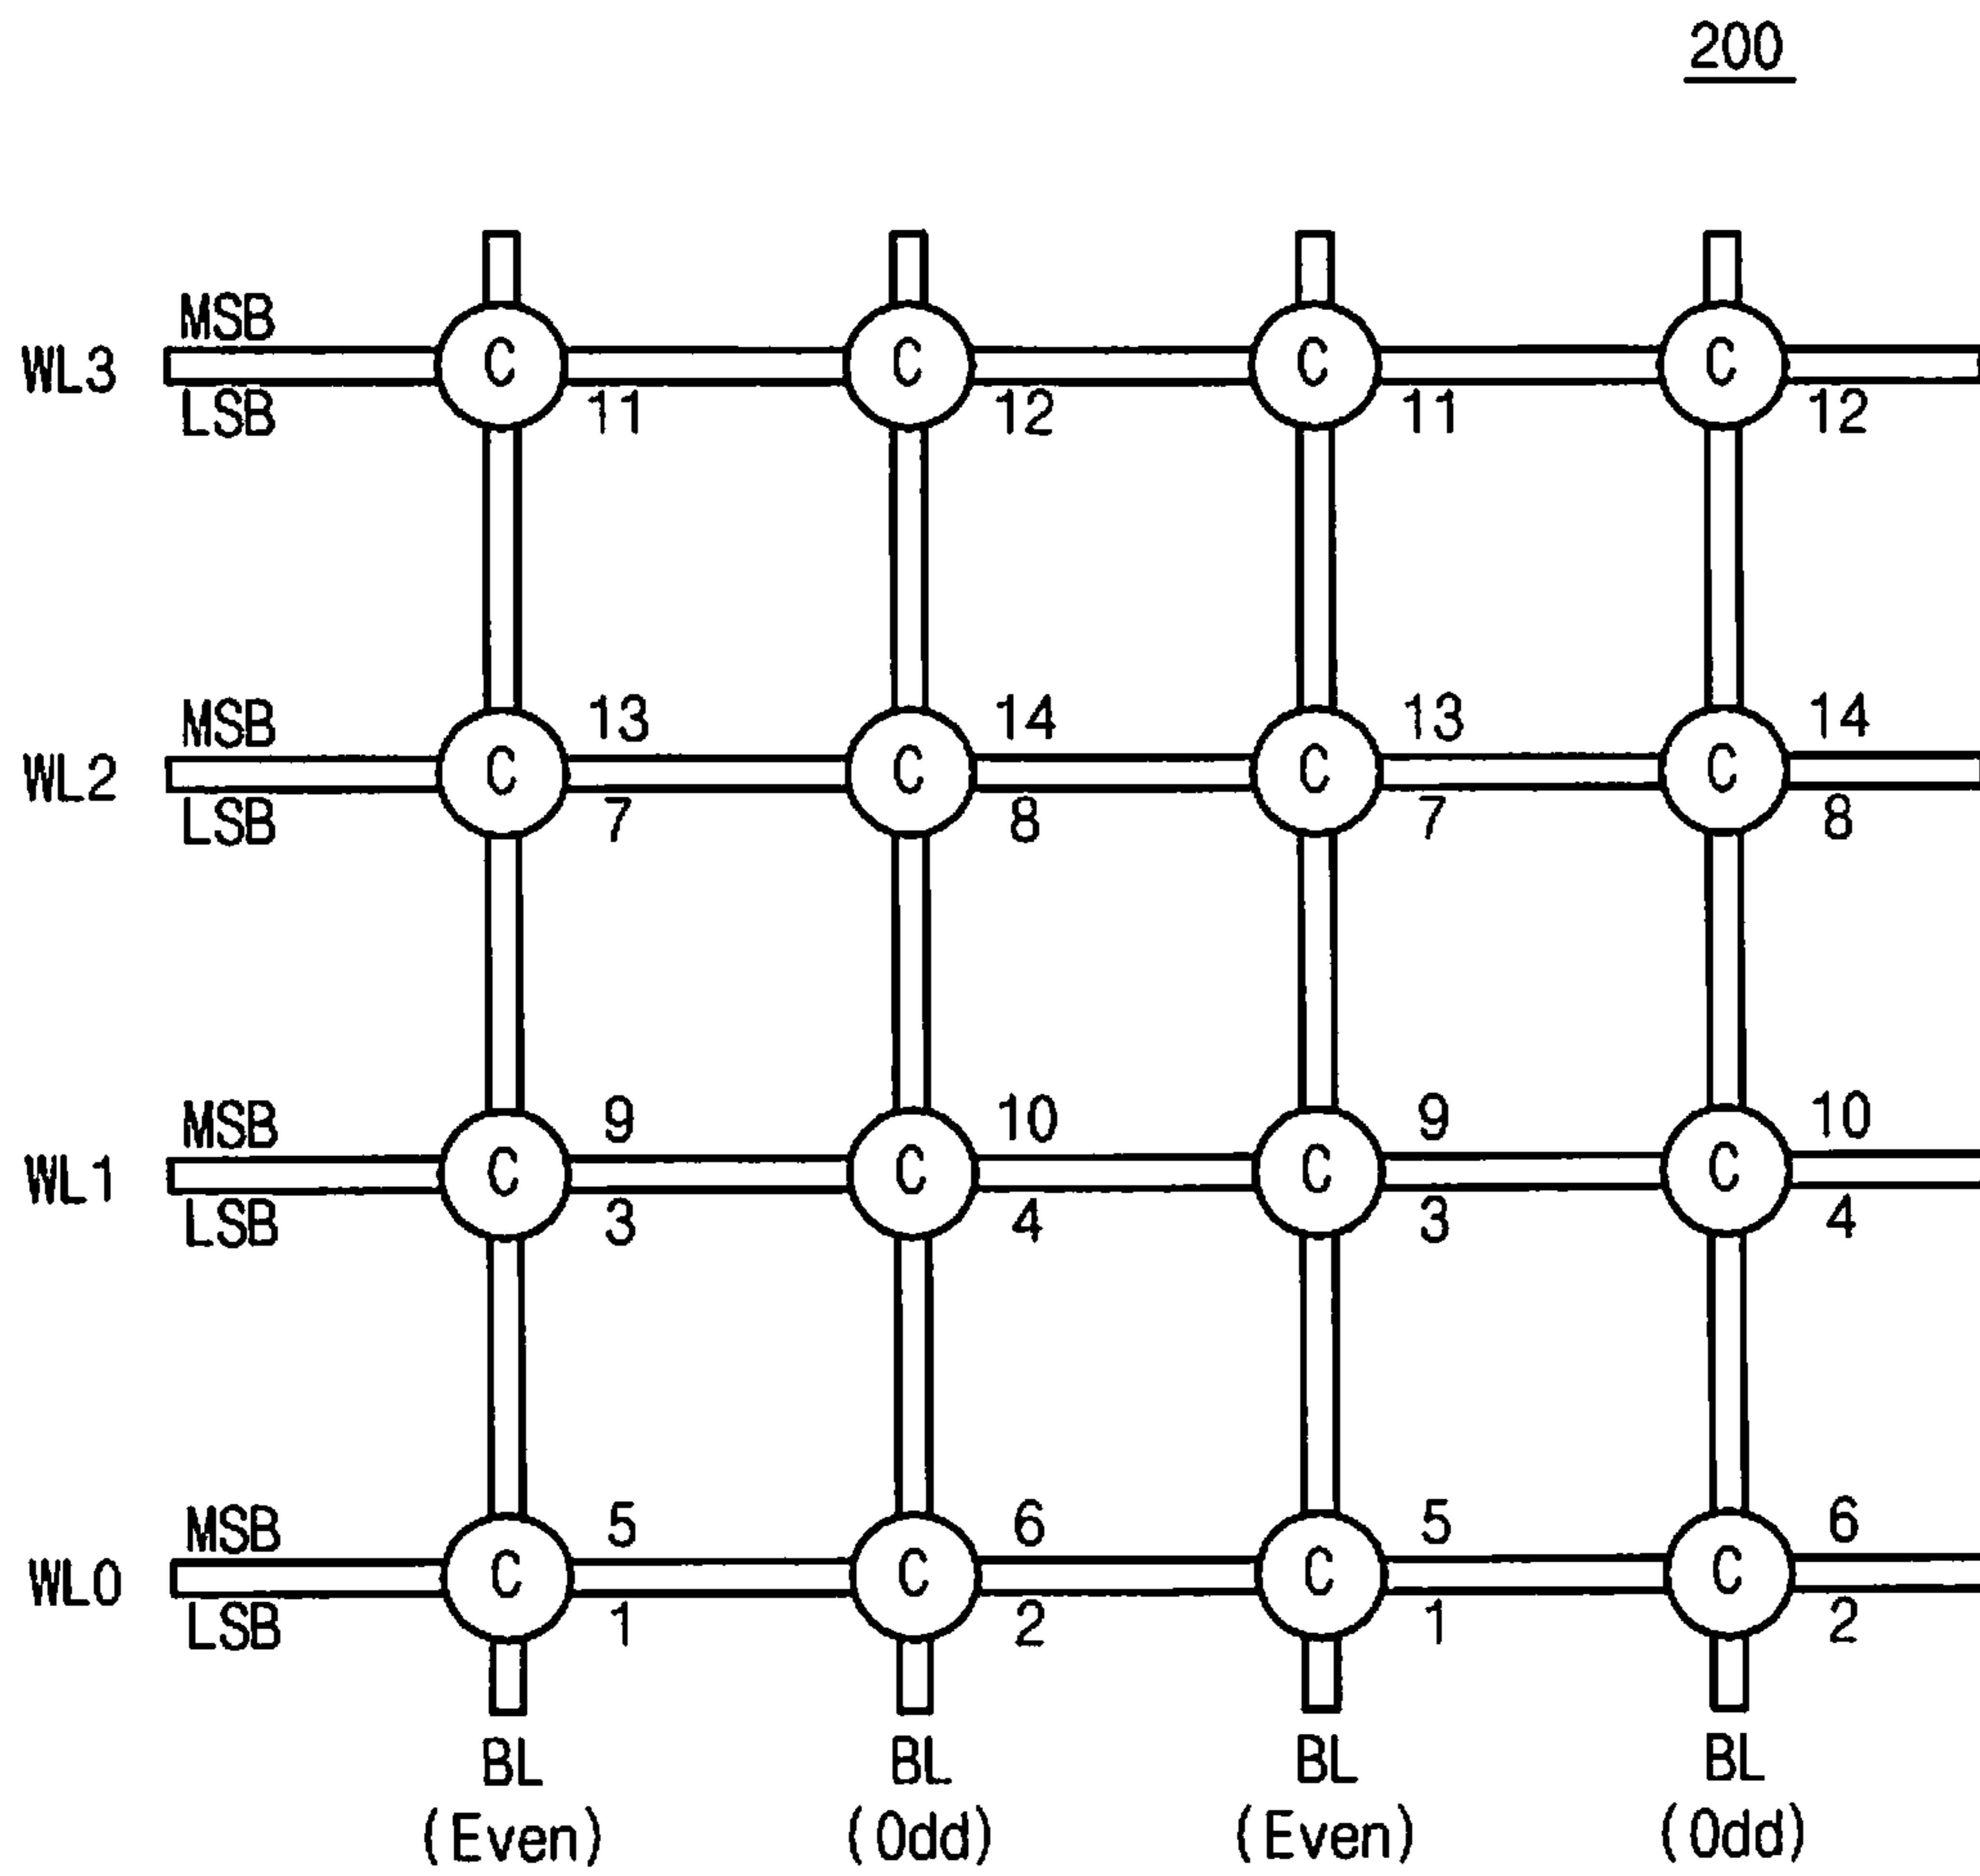 200
MSB
WL3 C C C C
LSB 11 12 11 12
MSB 13 14 13 14
WL2 C C C C
LSB 7 8 7 8
MSB 9 10 9 10
WL1 C C C C
LSB 3 4 3 4
MSB 5 6 5 6
WL0 C C C C
LSB 1 2 1 2
BL BL BL BL
(Even) (Odd) (Even) (Odd)